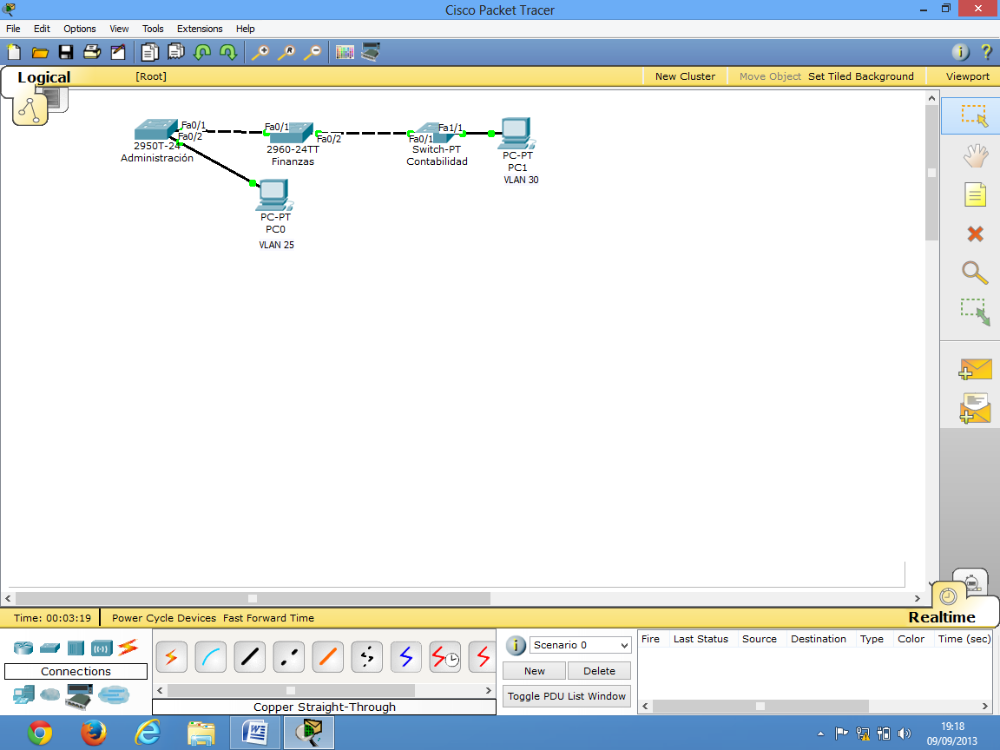 Cisco Packet Tracer
File Edit Options View Tools Extensions Help
Logical [Root] New Cluster Move Object Set Tiled Background Viewport
Fa0/1 Fa0/1 Fa1/1
Fa0/2 Fa0/2 Fa0/1
2950T-24 2960-24TT Switch-PT PC-PT
Administración Finanzas Contabilidad PC1
VLAN 30
PC-PT
PC0
VLAN 25
Realtime
Time: 00:03:19 Power Cycle Devices Fast Forward Time
Connections
Copper Straight-Through
Scenario 0
New Delete
Toggle PDU List Window
Fire Last Status Source Destination Type Color Time (sec)
19:18
09/09/2013